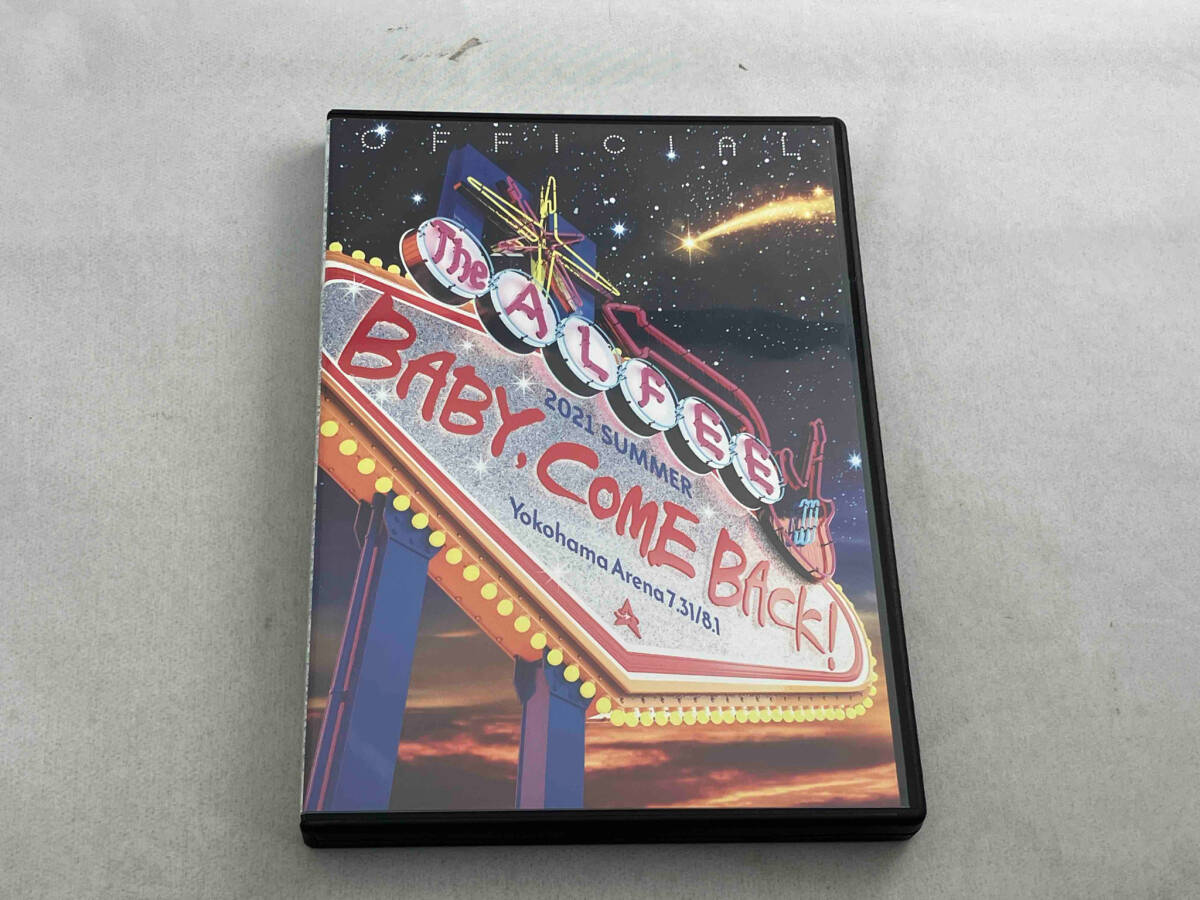 OFFICIAL
The ALFEE
2021 SUMMER
BABY, COME BACK!
Yokohama Arena 7.31/8.1